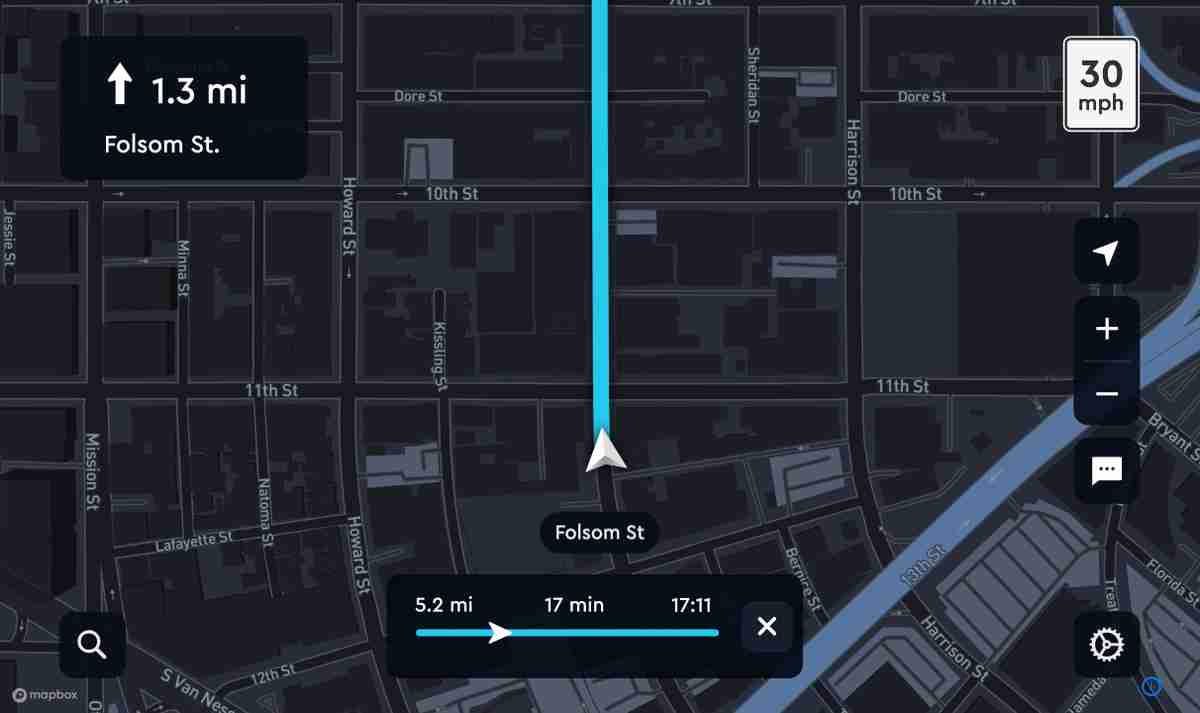 1.3 mi
Folsom St.
30
mph
Dore St
Sheridan St
Dore St
Harrison St
10th St
10th St
Howard St
Jessie St
Minna St
Kissling St
11th St
11th St
Mission St
Natoma St
Lafayette St
Howard St
Folsom St
Bryant S
13th St
Bernice St
Florida St
Treat
Harrison St
5.2 mi
17 min
17:11
12th St
S Van Ness
lameda
mapbox